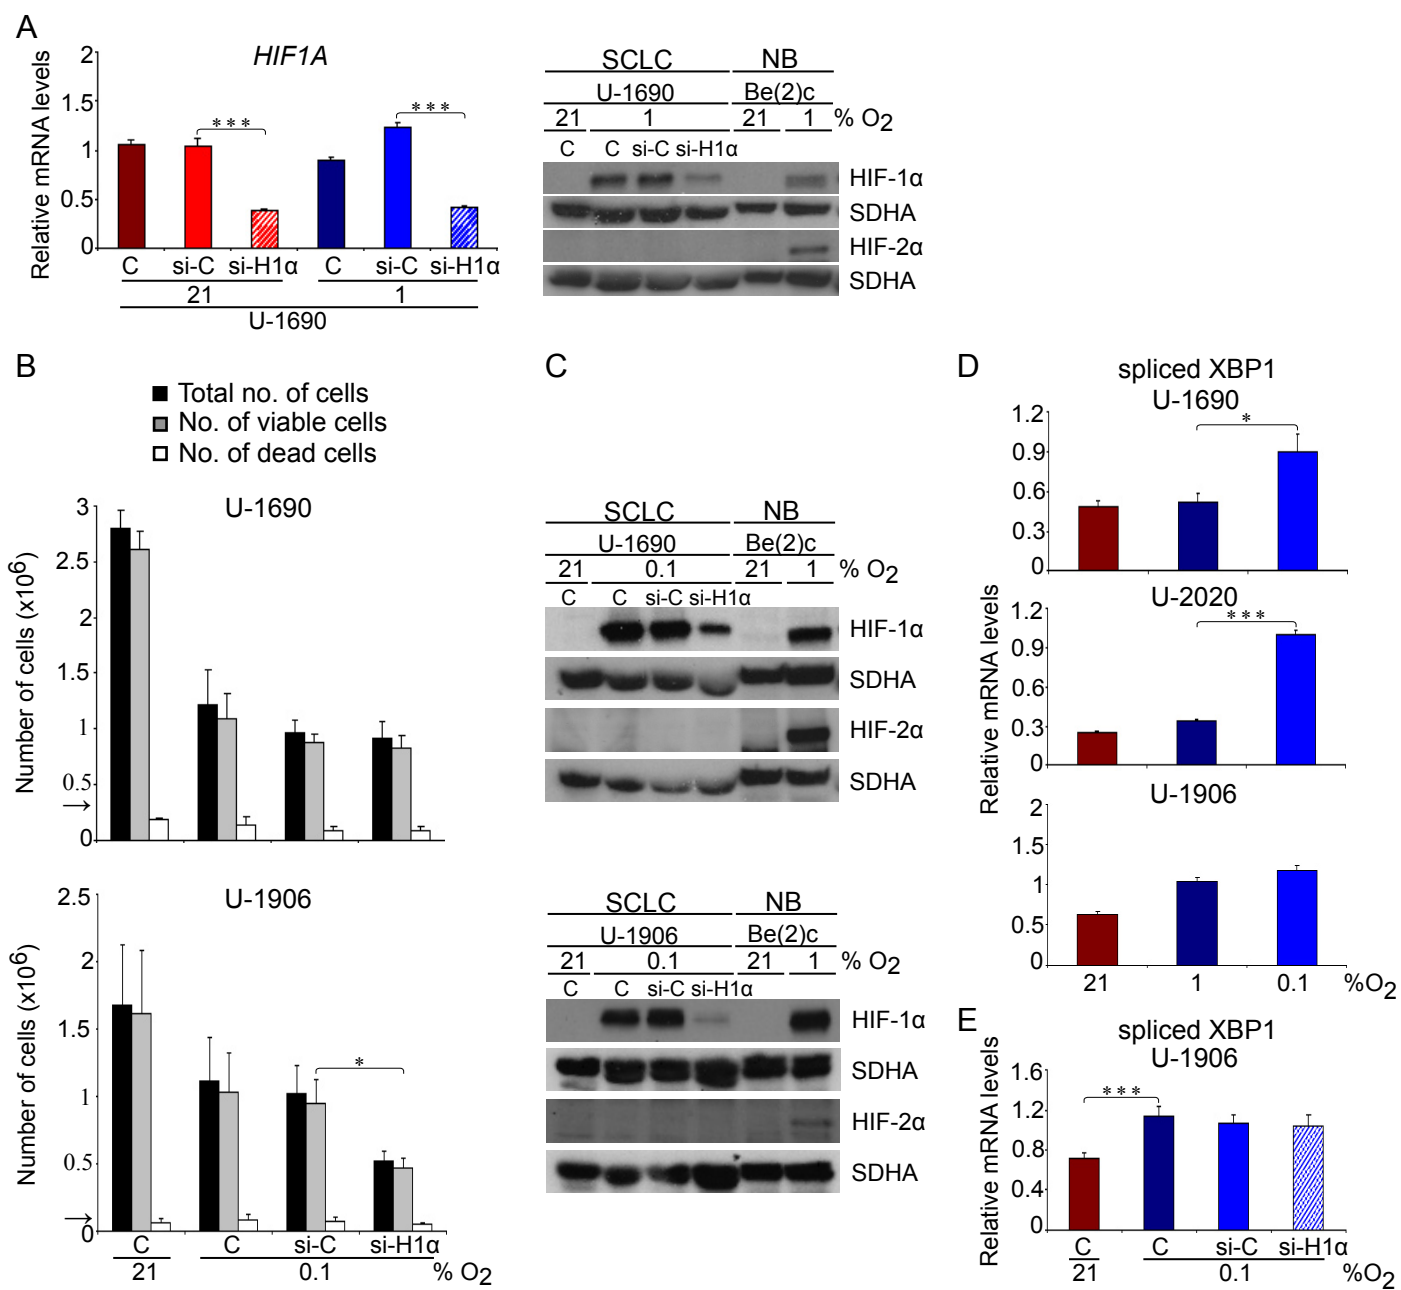 A
HIF1A
Relative mRNA levels
2
1.5
1
0.5
0
***
***
C si-C si-H1α C si-C si-H1α
21 1
U-1690
SCLC NB
U-1690 Be(2)c
21 1 21 1 % O2
C C si-C si-H1α
HIF-1α
SDHA
HIF-2α
SDHA
B
Total no. of cells
No. of viable cells
No. of dead cells
U-1690
Number of cells (x10⁶)
3
2.5
2
1.5
1
0.5
→
0
U-1906
Number of cells (x10⁶)
2.5
2
1.5
1
0.5
→
0
*
C C si-C si-H1α
21 0.1 % O2
C
SCLC NB
U-1690 Be(2)c
21 0.1 21 1 % O2
C C si-C si-H1α
HIF-1α
SDHA
HIF-2α
SDHA
SCLC NB
U-1906 Be(2)c
21 0.1 21 1 % O2
C C si-C si-H1α
HIF-1α
SDHA
HIF-2α
SDHA
D
spliced XBP1
U-1690
1.2
0.9
0.6
0.3
0
*
U-2020
Relative mRNA levels
1.2
0.9
0.6
0.3
0
***
U-1906
2
1.5
1
0.5
0
21 1 0.1 %O2
E
spliced XBP1
U-1906
Relative mRNA levels
1.6
1.2
0.8
0.4
0
***
C C si-C si-H1α
21 0.1 %O2